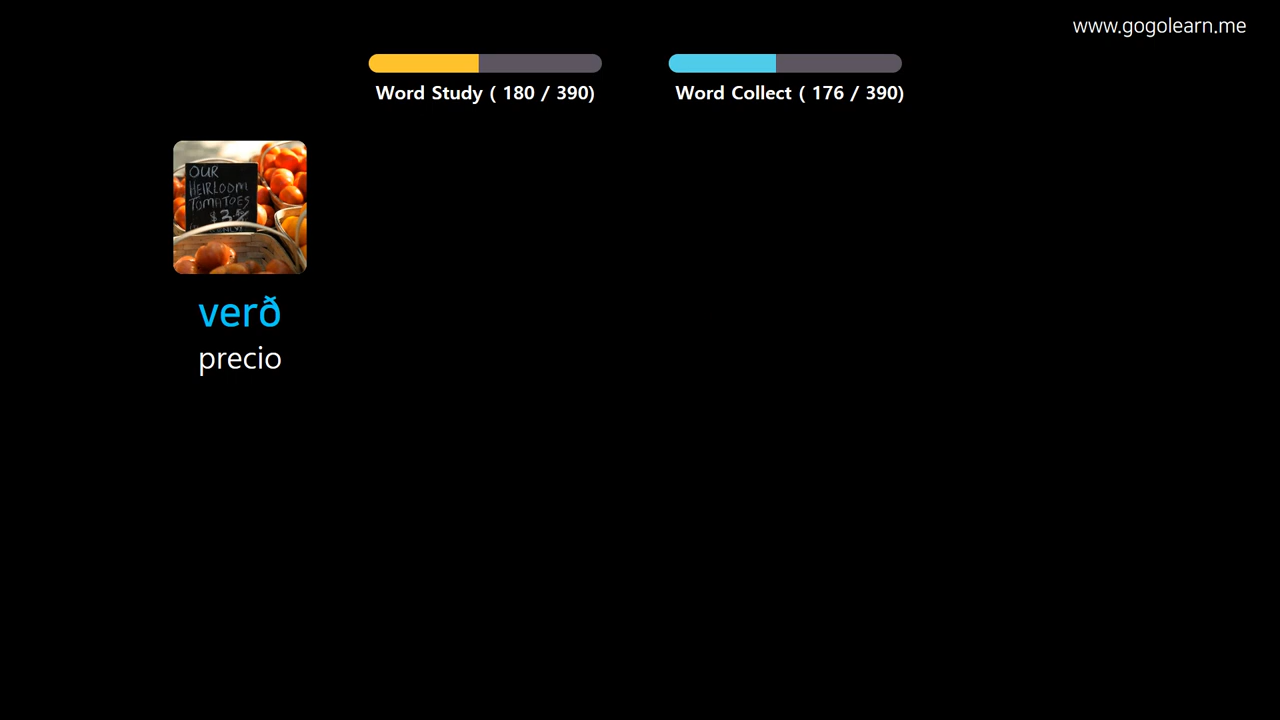 www.gogolearn.me
Word Study ( 180 / 390)
Word Collect ( 176 / 390)
OUR
HEIRLOOM
TOMATOES
verð
precio